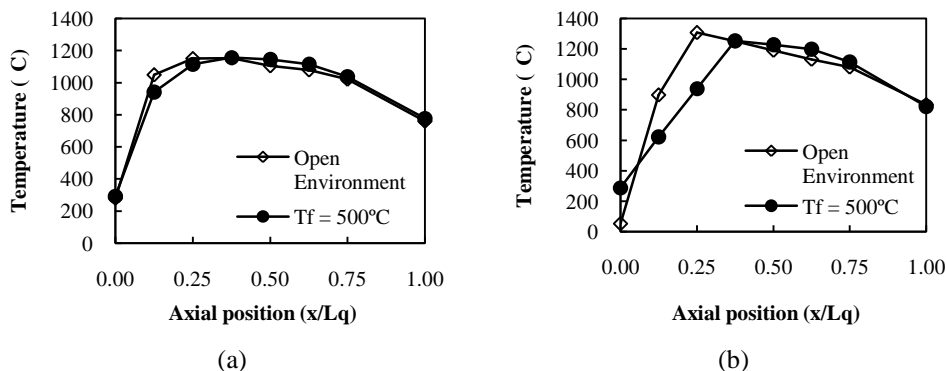 1400
1200
1000
800
600
400
200
0
Temperature ( C)
Open
Environment
Tf = 500ºC
0.00 0.25 0.50 0.75 1.00
Axial position (x/Lq)
(a)
1400
1200
1000
800
600
400
200
0
Temperature ( C)
Open
Environment
Tf = 500ºC
0.00 0.25 0.50 0.75 1.00
Axial position (x/Lq)
(b)